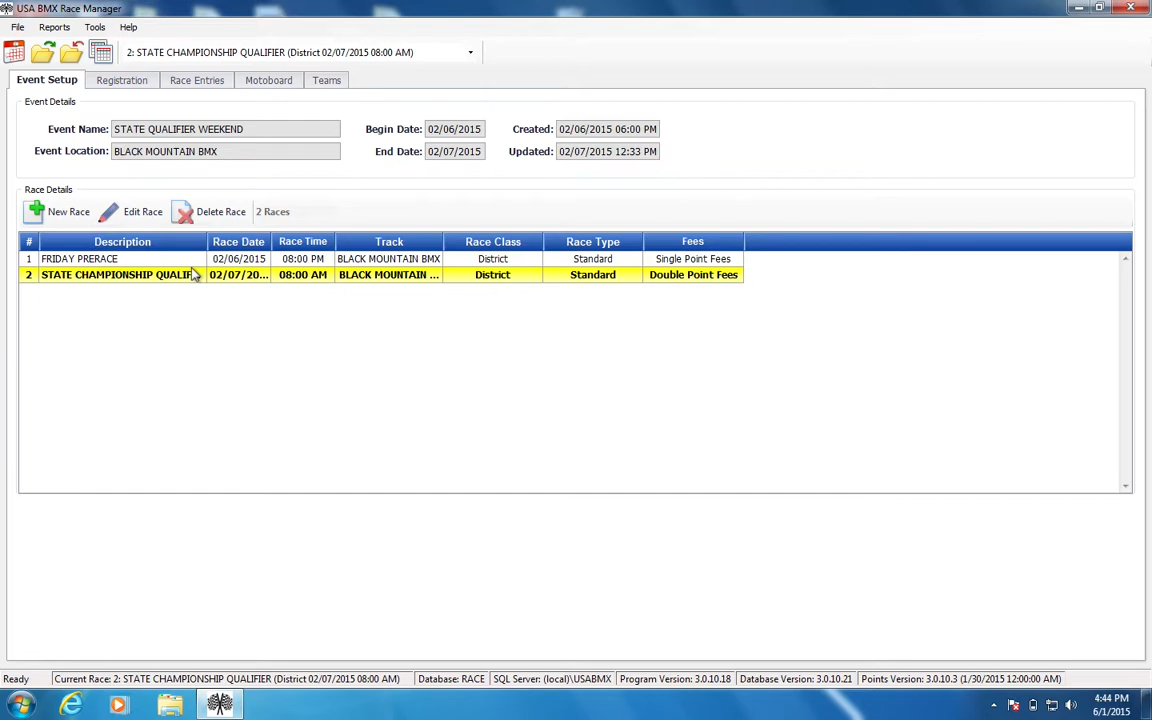 USA BMX Race Manager
File Reports Tools Help
2: STATE CHAMPIONSHIP QUALIFIER (District 02/07/2015 08:00 AM)
Event Setup Registration Race Entries Motoboard Teams
Event Details
Event Name: STATE QUALIFIER WEEKEND Begin Date: 02/06/2015 Created: 02/06/2015 06:00 PM
Event Location: BLACK MOUNTAIN BMX End Date: 02/07/2015 Updated: 02/07/2015 12:33 PM
Race Details
New Race Edit Race Delete Race 2 Races
# Description Race Date Race Time Track Race Class Race Type Fees
1 FRIDAY PRERACE 02/06/2015 08:00 PM BLACK MOUNTAIN BMX District Standard Single Point Fees
2 STATE CHAMPIONSHIP QUALIF 02/07/20... 08:00 AM BLACK MOUNTAIN ... District Standard Double Point Fees
Ready Current Race: 2: STATE CHAMPIONSHIP QUALIFIER (District 02/07/2015 08:00 AM) Database: RACE SQL Server: (local)\USABMX Program Version: 3.0.10.18 Database Version: 3.0.10.21 Points Version: 3.0.10.3 (1/30/2015 12:00:00 AM)
4:44 PM
6/1/2015